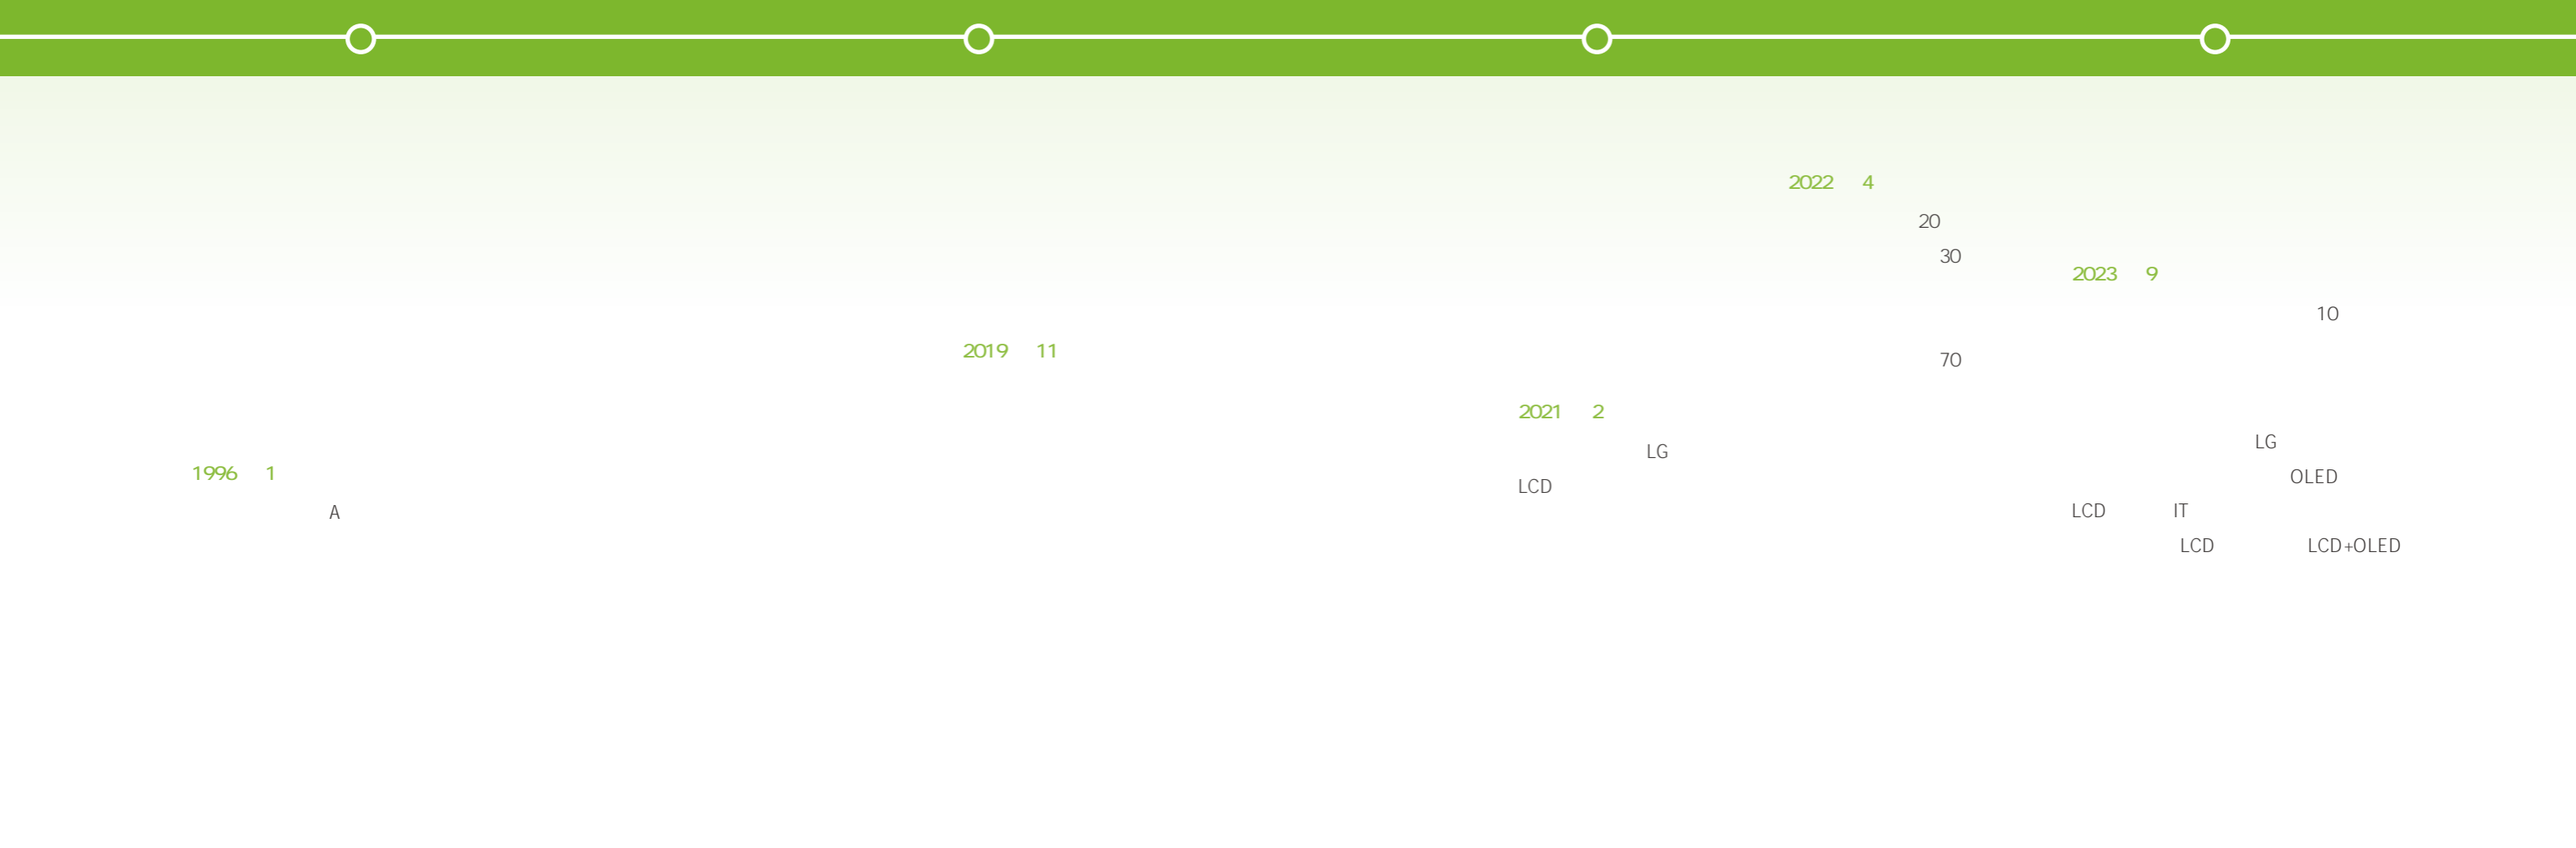 1996 1
A
2019 11
2021 2
LG
LCD
2022 4
20
30
70
2023 9
10
LG
OLED
LCD IT
LCD LCD+OLED